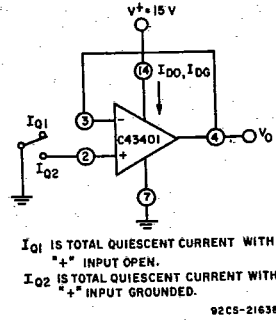 V+=15V
14
IDO, IDG
IQ1
3
−
C43401
4
VO
IQ2
2
+
7
IQ1 IS TOTAL QUIESCENT CURRENT WITH
"+" INPUT OPEN.
IQ2 IS TOTAL QUIESCENT CURRENT WITH
"+" INPUT GROUNDED.
92CS-21638